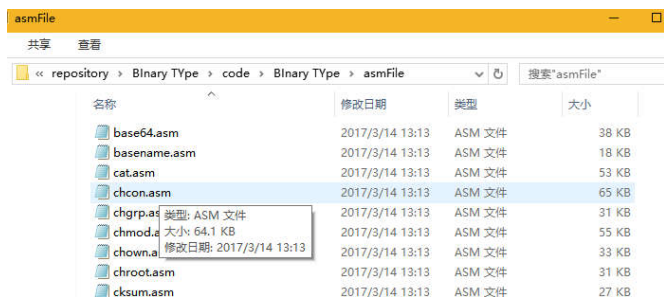 asmFile
共享 查看
« repository > BInary TYpe > code > BInary TYpe > asmFile 搜索"asmFile"
名称 修改日期 类型 大小
base64.asm 2017/3/14 13:13 ASM 文件 38 KB
basename.asm 2017/3/14 13:13 ASM 文件 18 KB
cat.asm 2017/3/14 13:13 ASM 文件 53 KB
chcon.asm 2017/3/14 13:13 ASM 文件 65 KB
chgrp.as 类型: ASM 文件 2017/3/14 13:13 ASM 文件 31 KB
chmod.a 大小: 64.1 KB 2017/3/14 13:13 ASM 文件 55 KB
chown.a 修改日期: 2017/3/14 13:13 2017/3/14 13:13 ASM 文件 33 KB
chroot.asm 2017/3/14 13:13 ASM 文件 31 KB
cksum.asm 2017/3/14 13:13 ASM 文件 27 KB